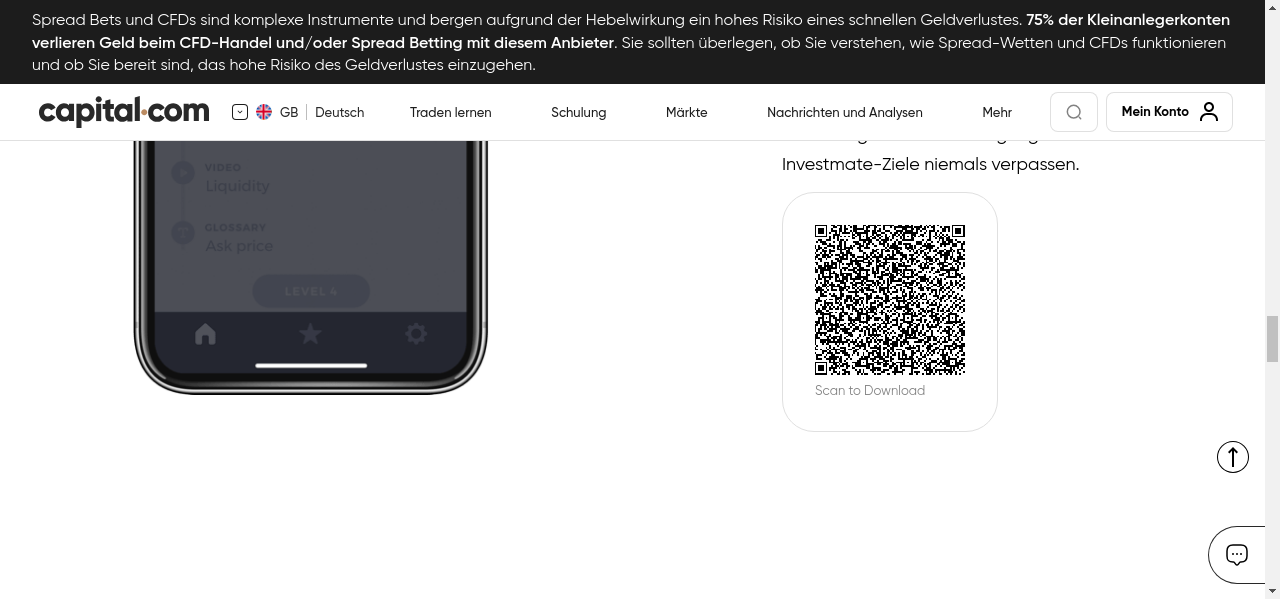 Spread Bets und CFDs sind komplexe Instrumente und bergen aufgrund der Hebelwirkung ein hohes Risiko eines schnellen Geldverlustes. 75% der Kleinanlegerkonten
verlieren Geld beim CFD-Handel und/oder Spread Betting mit diesem Anbieter. Sie sollten überlegen, ob Sie verstehen, wie Spread-Wetten und CFDs funktionieren
und ob Sie bereit sind, das hohe Risiko des Geldverlustes einzugehen.
capital.com GB Deutsch Traden lernen Schulung Märkte Nachrichten und Analysen Mehr Mein Konto
Investmate-Ziele niemals verpassen.
VIDEO
Liquidity
GLOSSARY
Ask price
LEVEL 4
Scan to Download